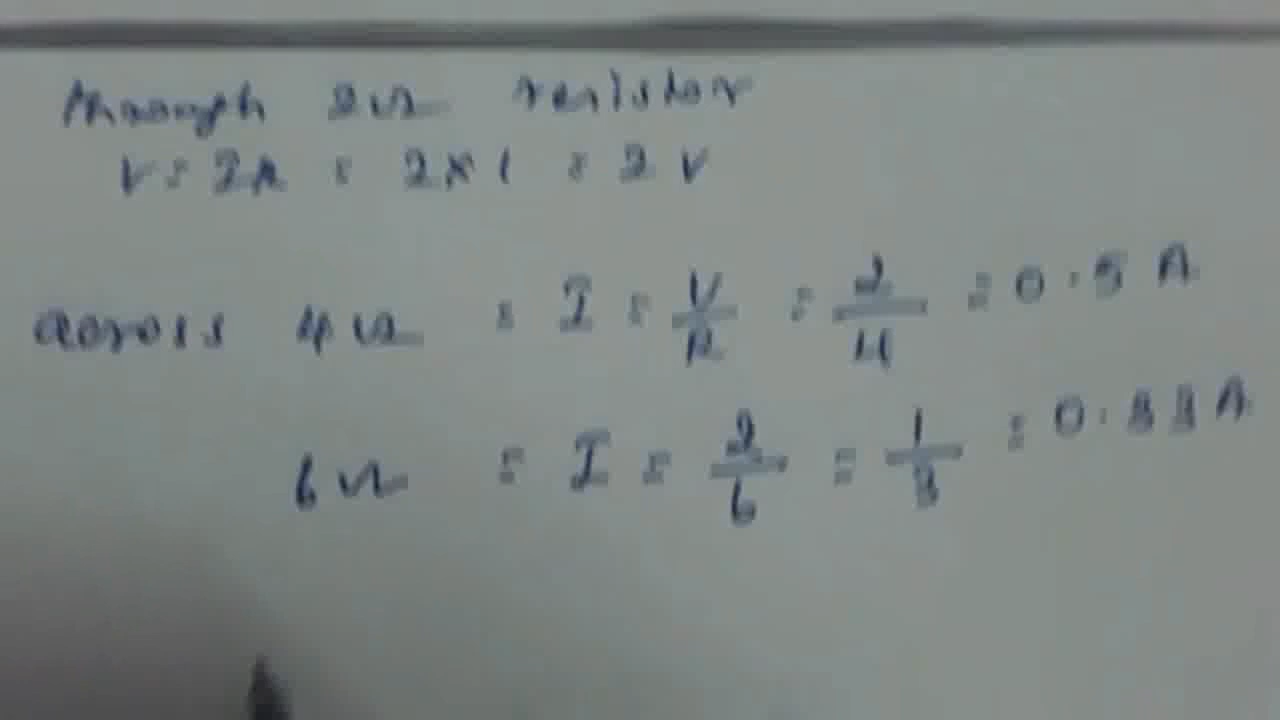 through 2Ω resistor
V = IR = 2×1 = 2 V
across 4Ω = I = V/R = 2/4 = 0.5 A
6Ω = I = 2/6 = 1/3 = 0.33 A